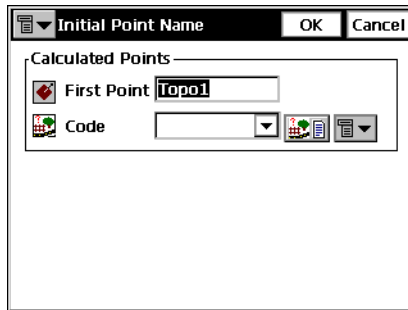 Initial Point Name OK Cancel
Calculated Points
First Point Topo1
Code